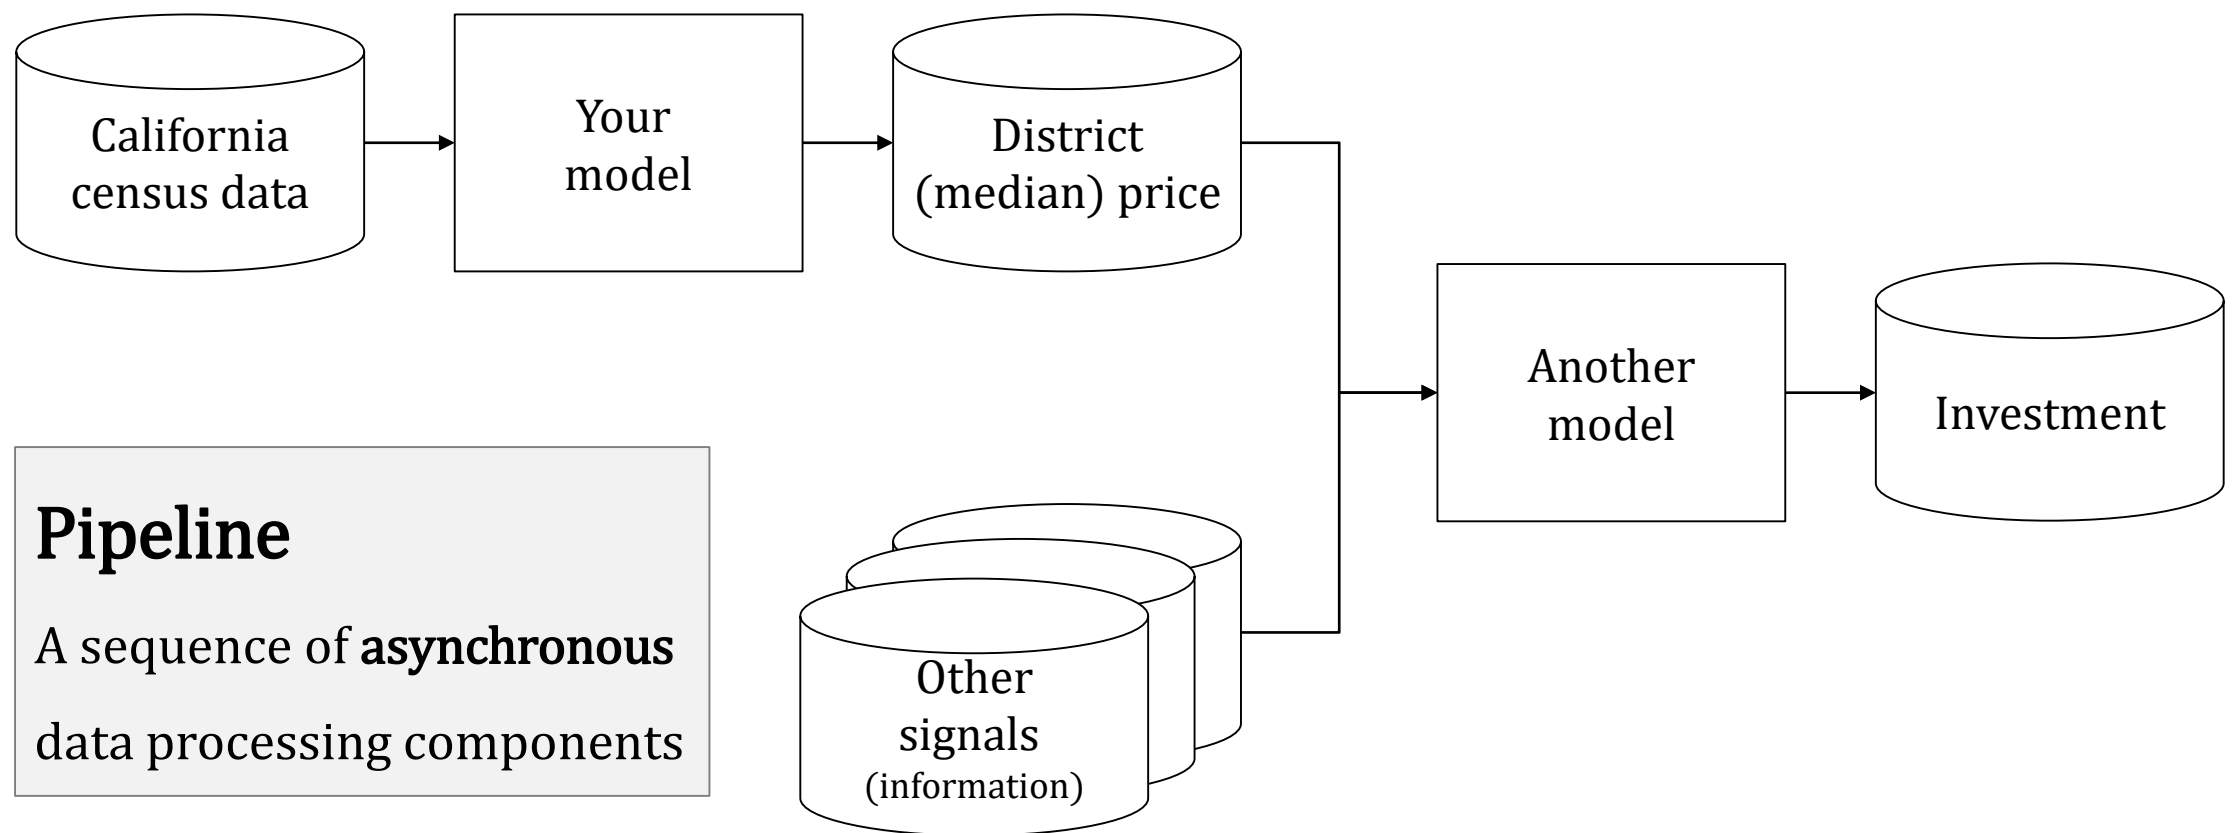 California
census data
Your
model
District
(median) price
Another
model
Investment
Pipeline
A sequence of asynchronous
data processing components
Other
signals
(information)